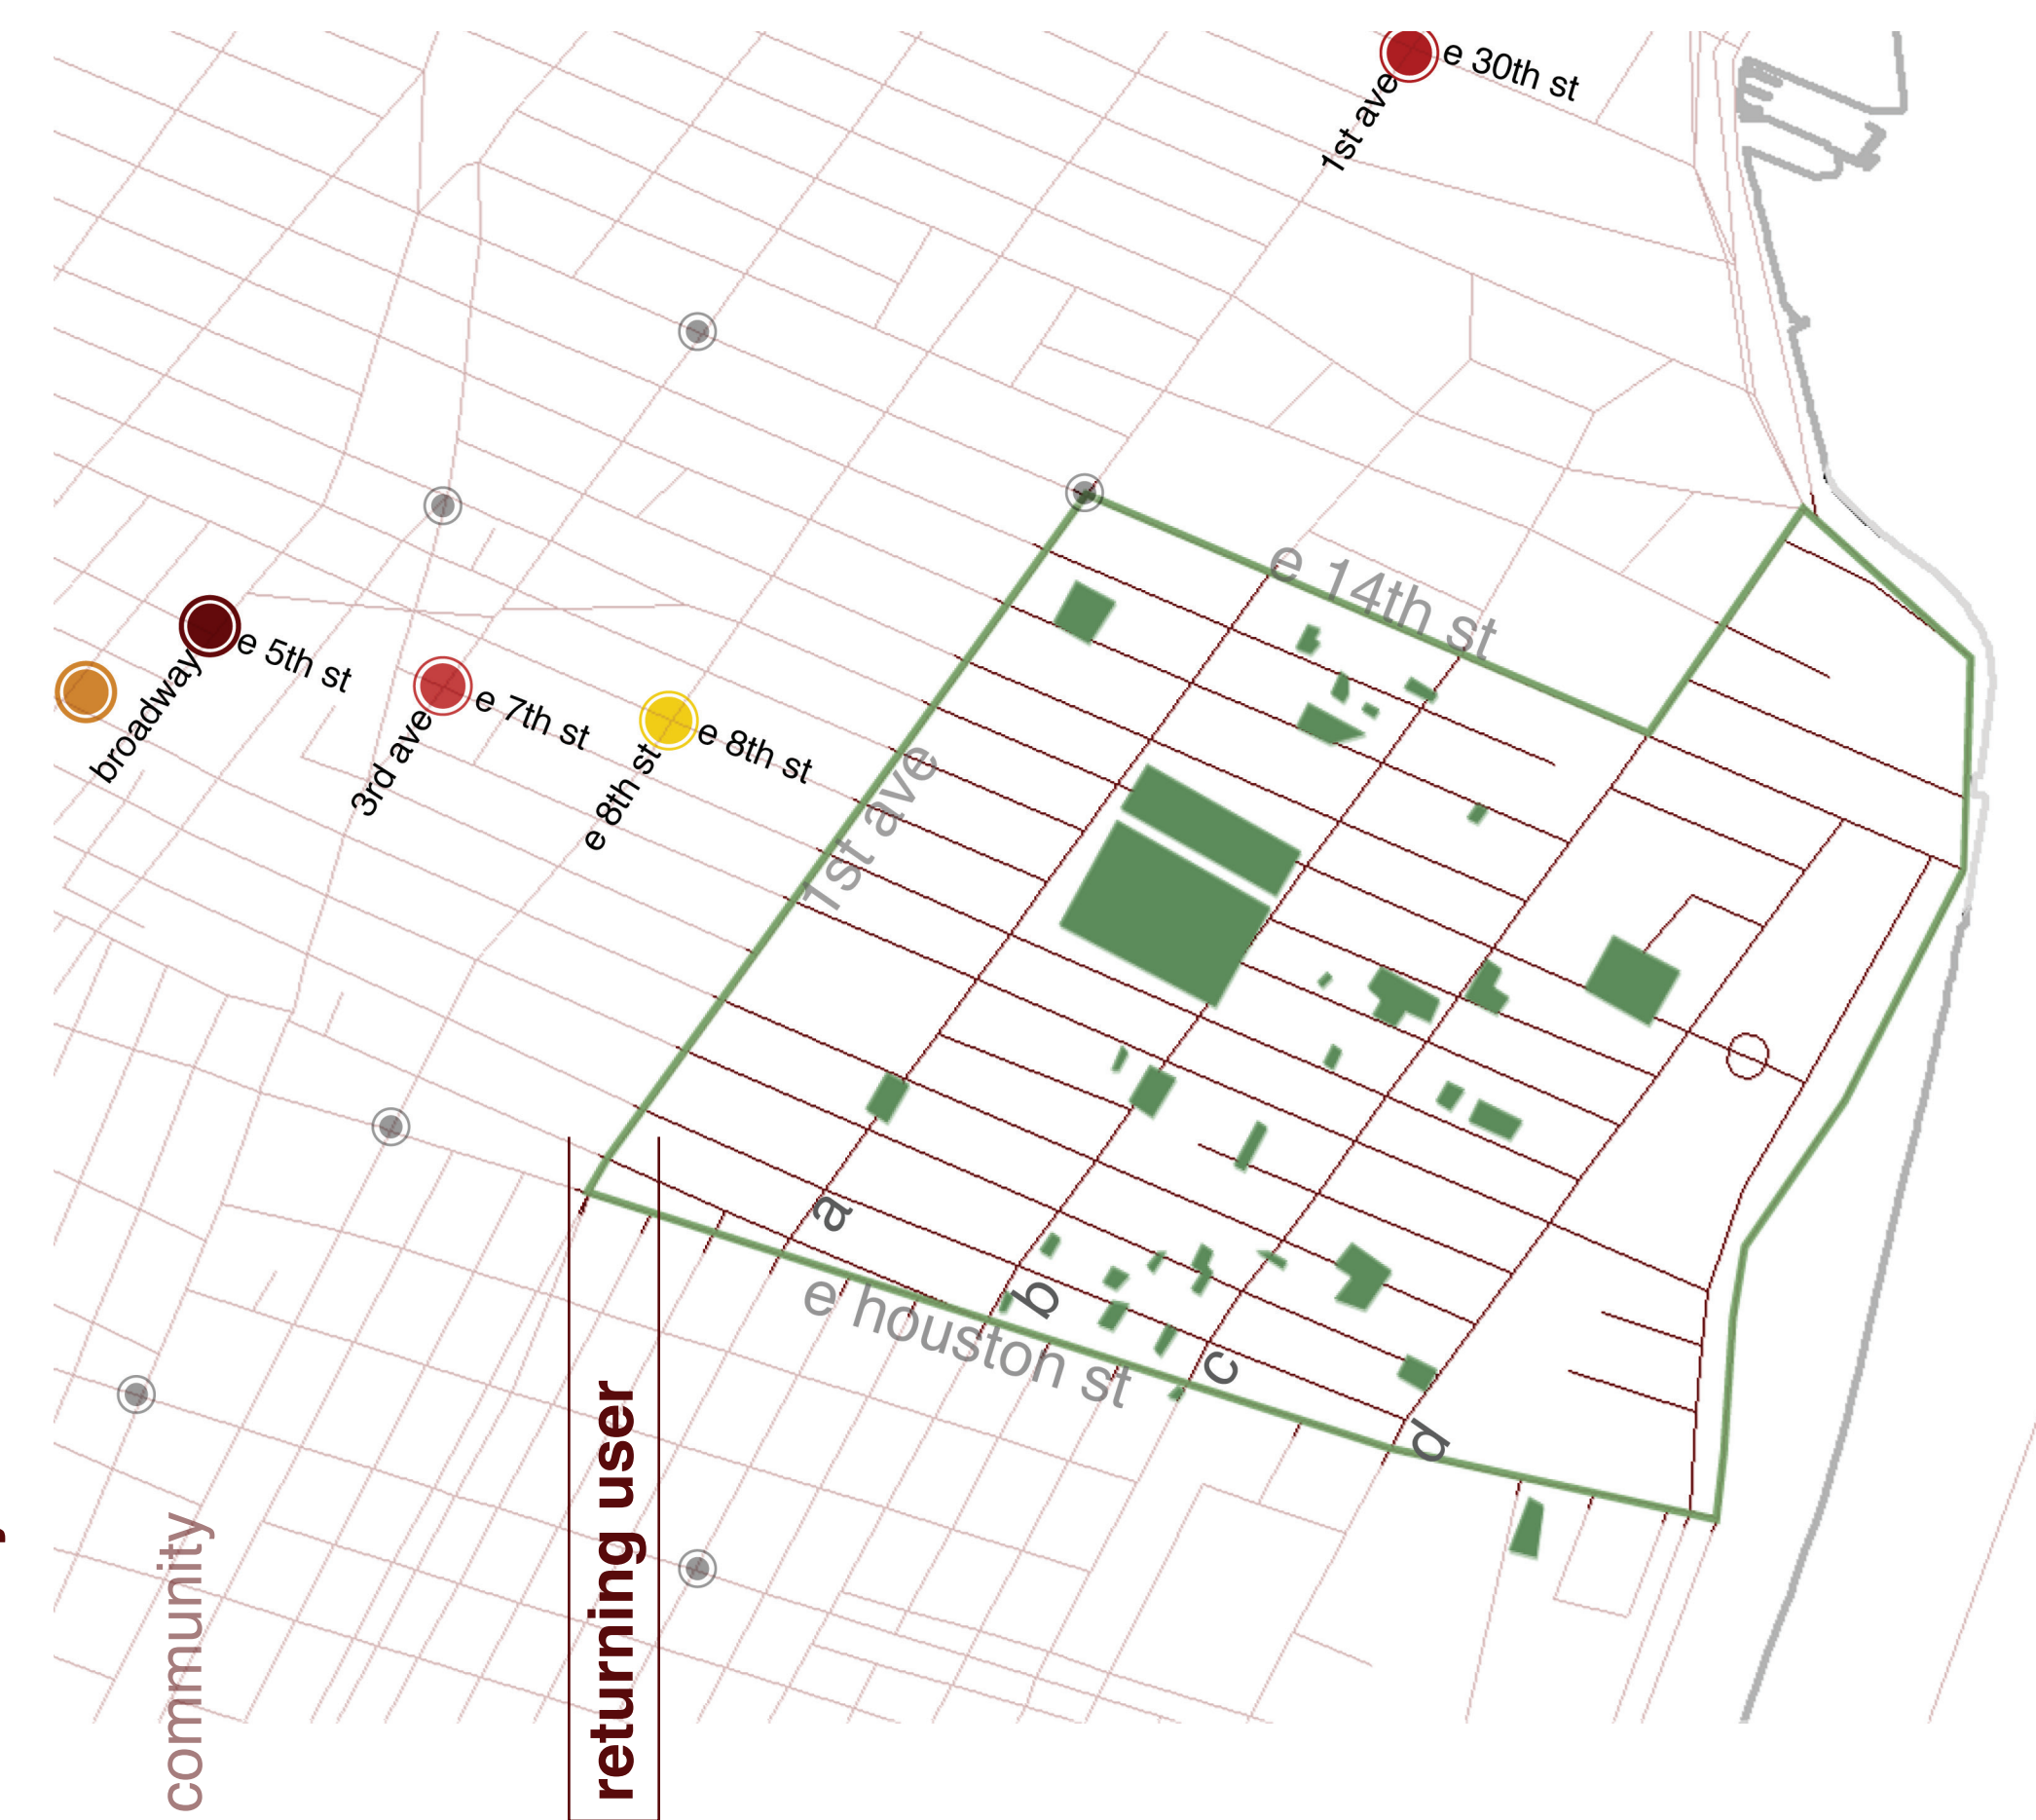 e 30th st
1st ave
e 14th st
e 5th st
broadway
e 7th st
3rd ave
e 8th st
e 8th st
1st ave
a
b
e houston st
c
d
returning user
community